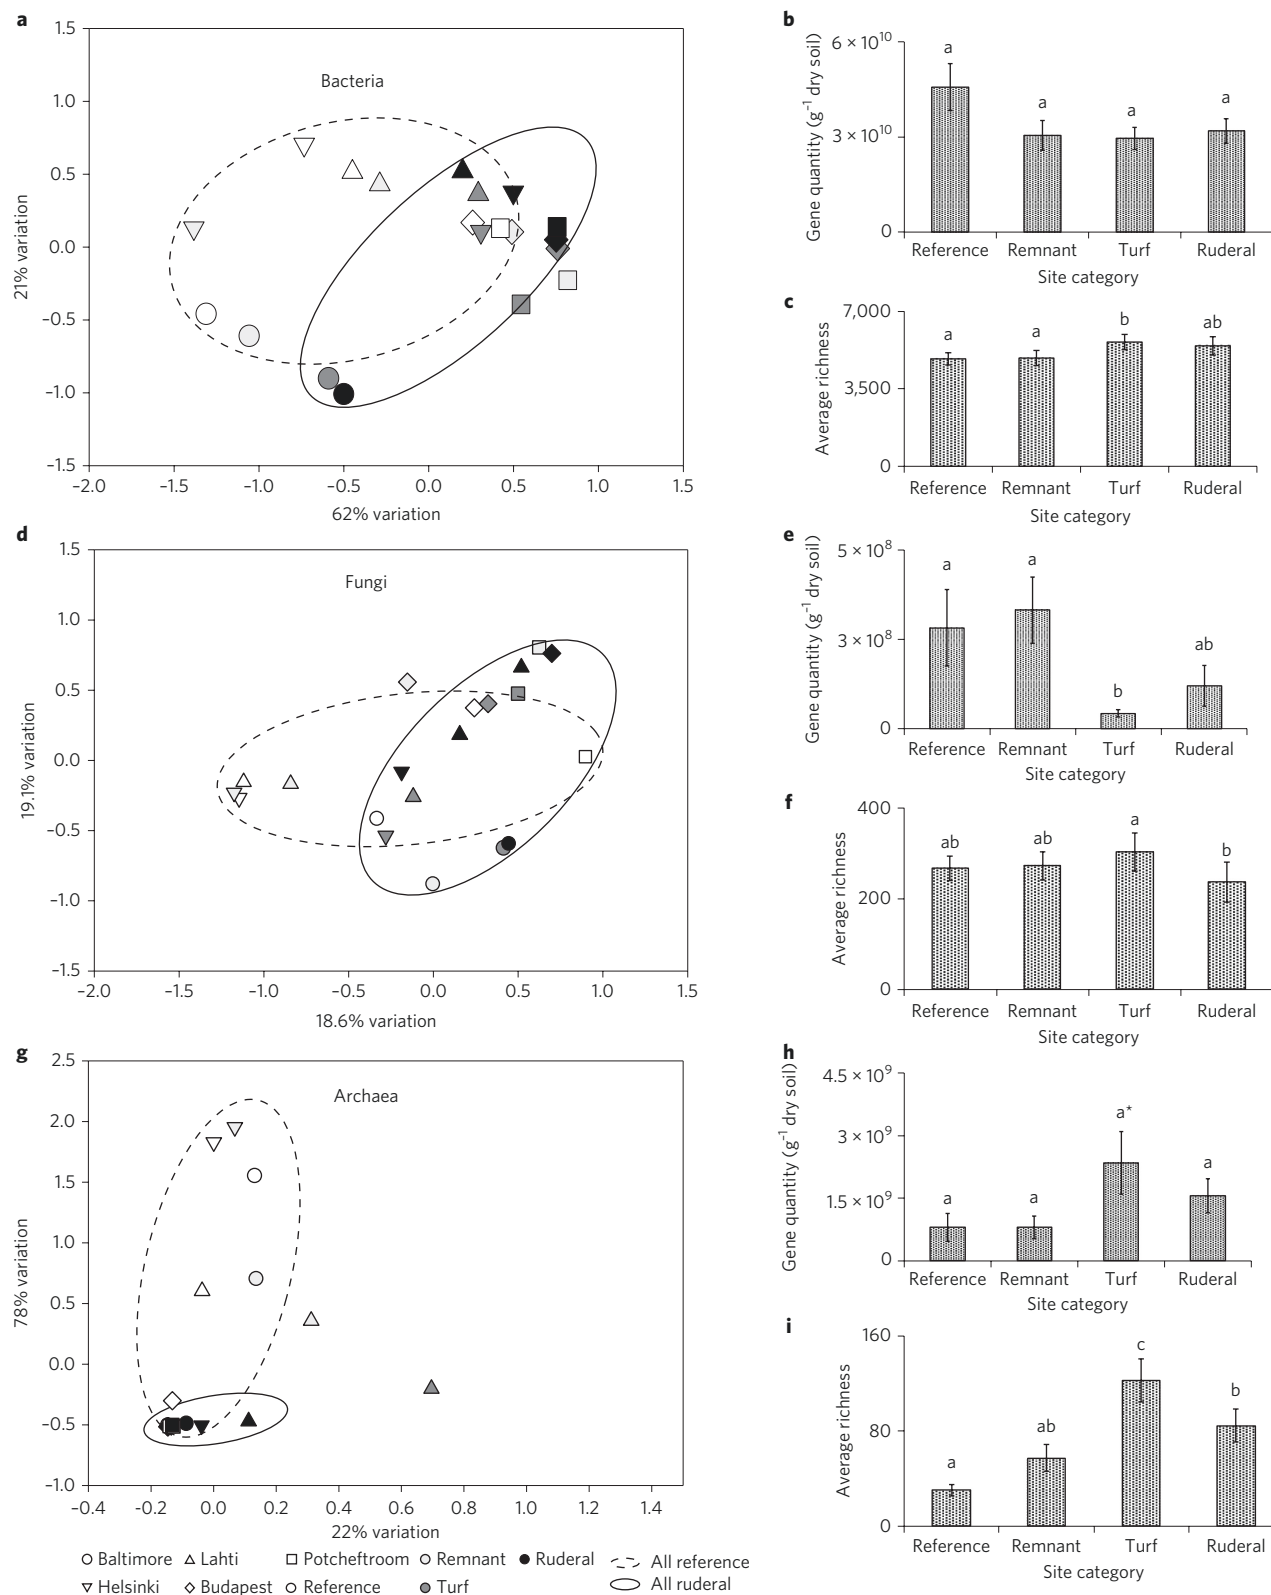 a
1.5
1.0
0.5
0.0
−0.5
−1.0
−1.5
−2.0 −1.5 −1.0 −0.5 0.0 0.5 1.0 1.5
21% variation
62% variation
Bacteria
b
Gene quantity (g⁻¹ dry soil)
6 × 10¹⁰
3 × 10¹⁰
0
a a a a
Reference Remnant Turf Ruderal
Site category
c
Average richness
7,000
3,500
0
a a b ab
Reference Remnant Turf Ruderal
Site category
d
1.5
1.0
0.5
0.0
−0.5
−1.0
−1.5
−2.0 −1.5 −1.0 −0.5 0.0 0.5 1.0 1.5
19.1% variation
18.6% variation
Fungi
e
Gene quantity (g⁻¹ dry soil)
5 × 10⁸
3 × 10⁸
0
a a b ab
Reference Remnant Turf Ruderal
Site category
f
Average richness
400
200
0
ab ab a b
Reference Remnant Turf Ruderal
Site category
g
2.5
2.0
1.5
1.0
0.5
0.0
−0.5
−1.0
−0.4 −0.2 0.0 0.2 0.4 0.6 0.8 1.0 1.2 1.4
78% variation
22% variation
Archaea
h
Gene quantity (g⁻¹ dry soil)
4.5 × 10⁹
3 × 10⁹
1.5 × 10⁹
0
a a a* a
Reference Remnant Turf Ruderal
Site category
i
Average richness
160
80
0
a ab c b
Reference Remnant Turf Ruderal
Site category
Baltimore Lahti Potcheftroom Remnant Ruderal All reference
Helsinki Budapest Reference Turf All ruderal